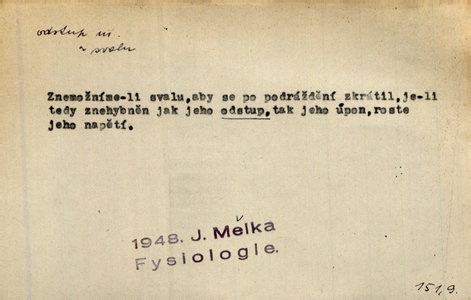 odstup m.
v svalu
Znemožníme-li svalu,aby se po podráždění zkrátil,je-li
tedy znehybněn jak jeho odstup,tak jeho úpon,roste
jeho napětí.
1948. J. Mělka
Fysiologie.
151,9.